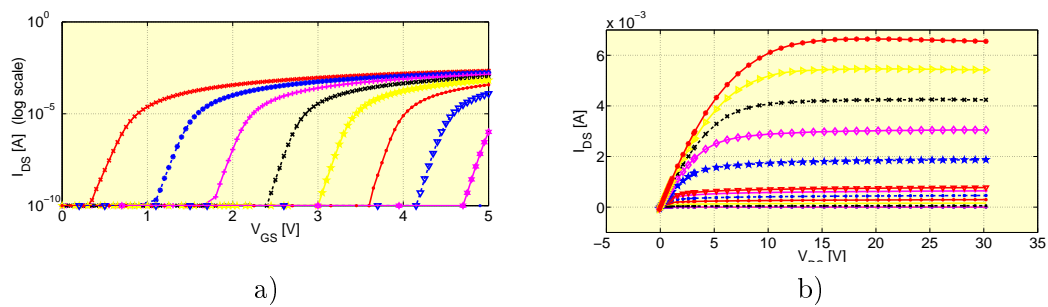 10^0
10^-5
10^-10
I_DS [A] (log scale)
0 1 2 3 4 5
V_GS [V]
a)
x 10^-3
6
4
2
0
I_DS [A]
-5 0 5 10 15 20 25 30 35
V_DS [V]
b)